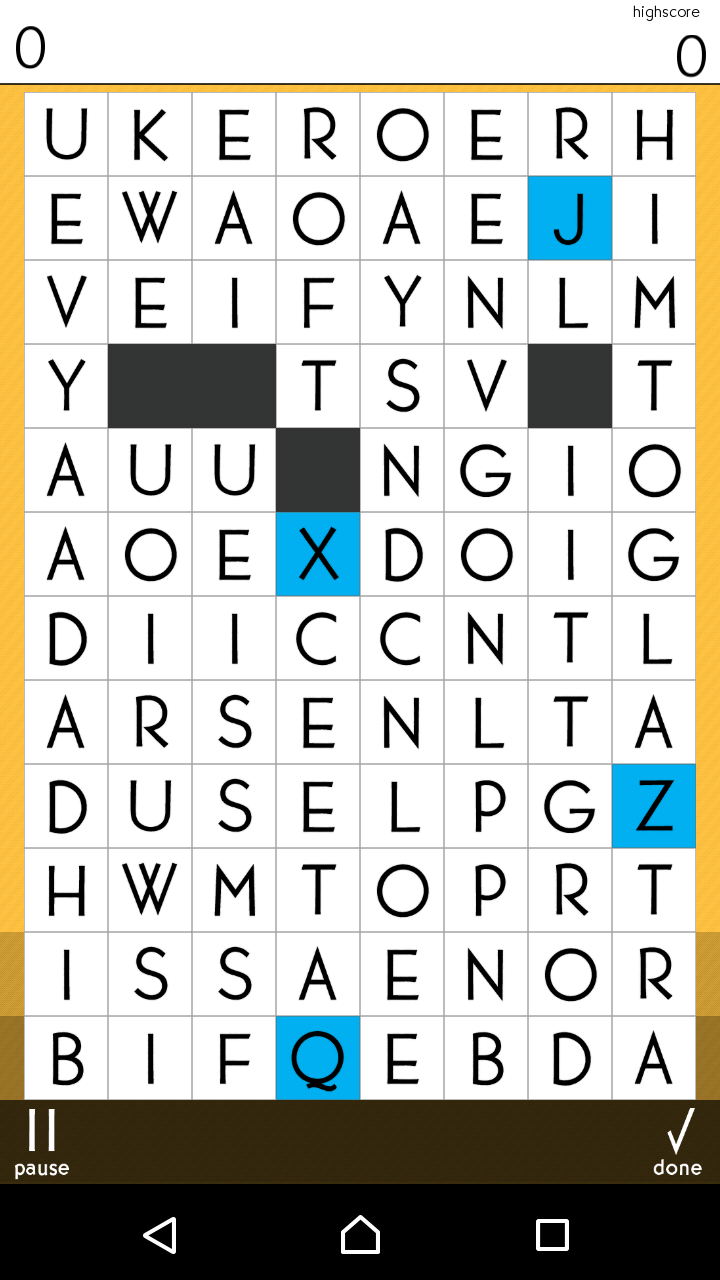 highscore
0 0
U K E R O E R H
E W A O A E J I
V E I F Y N L M
Y T S V T
A U U N G I O
A O E X D O I G
D I I C C N T L
A R S E N L T A
D U S E L P G Z
H W M T O P R T
I S S A E N O R
B I F Q E B D A
pause done